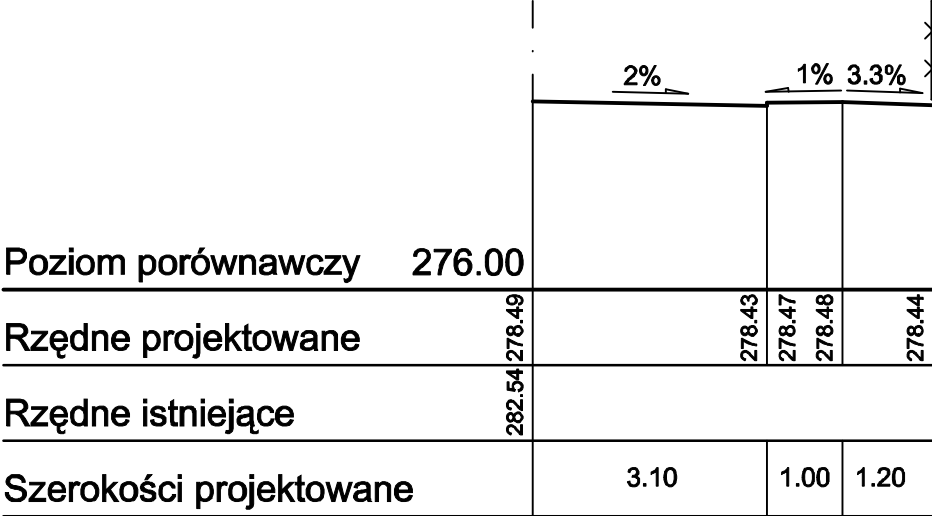 2% 1% 3.3%
Poziom porównawczy 276.00
Rzędne projektowane 278.49 278.43 278.47 278.48 278.44
Rzędne istniejące 282.54
Szerokości projektowane 3.10 1.00 1.20